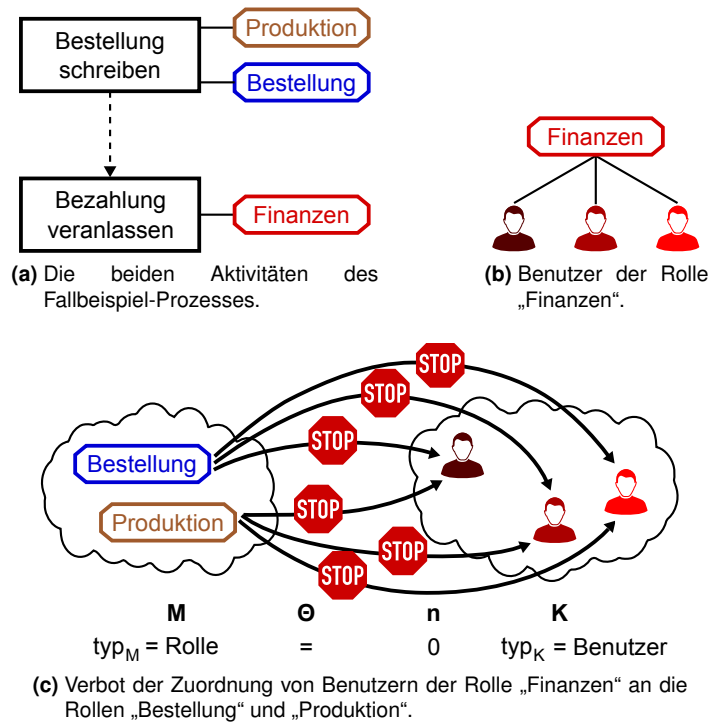 Bestellung
schreiben
Produktion
Bestellung
Bezahlung
veranlassen
Finanzen
(a) Die beiden Aktivitäten des
Fallbeispiel-Prozesses.
Finanzen
(b) Benutzer der Rolle
„Finanzen“.
STOP
STOP
STOP
Bestellung
Produktion
STOP
STOP
STOP
M Θ n K
typM = Rolle = 0 typK = Benutzer
(c) Verbot der Zuordnung von Benutzern der Rolle „Finanzen“ an die
Rollen „Bestellung“ und „Produktion“.